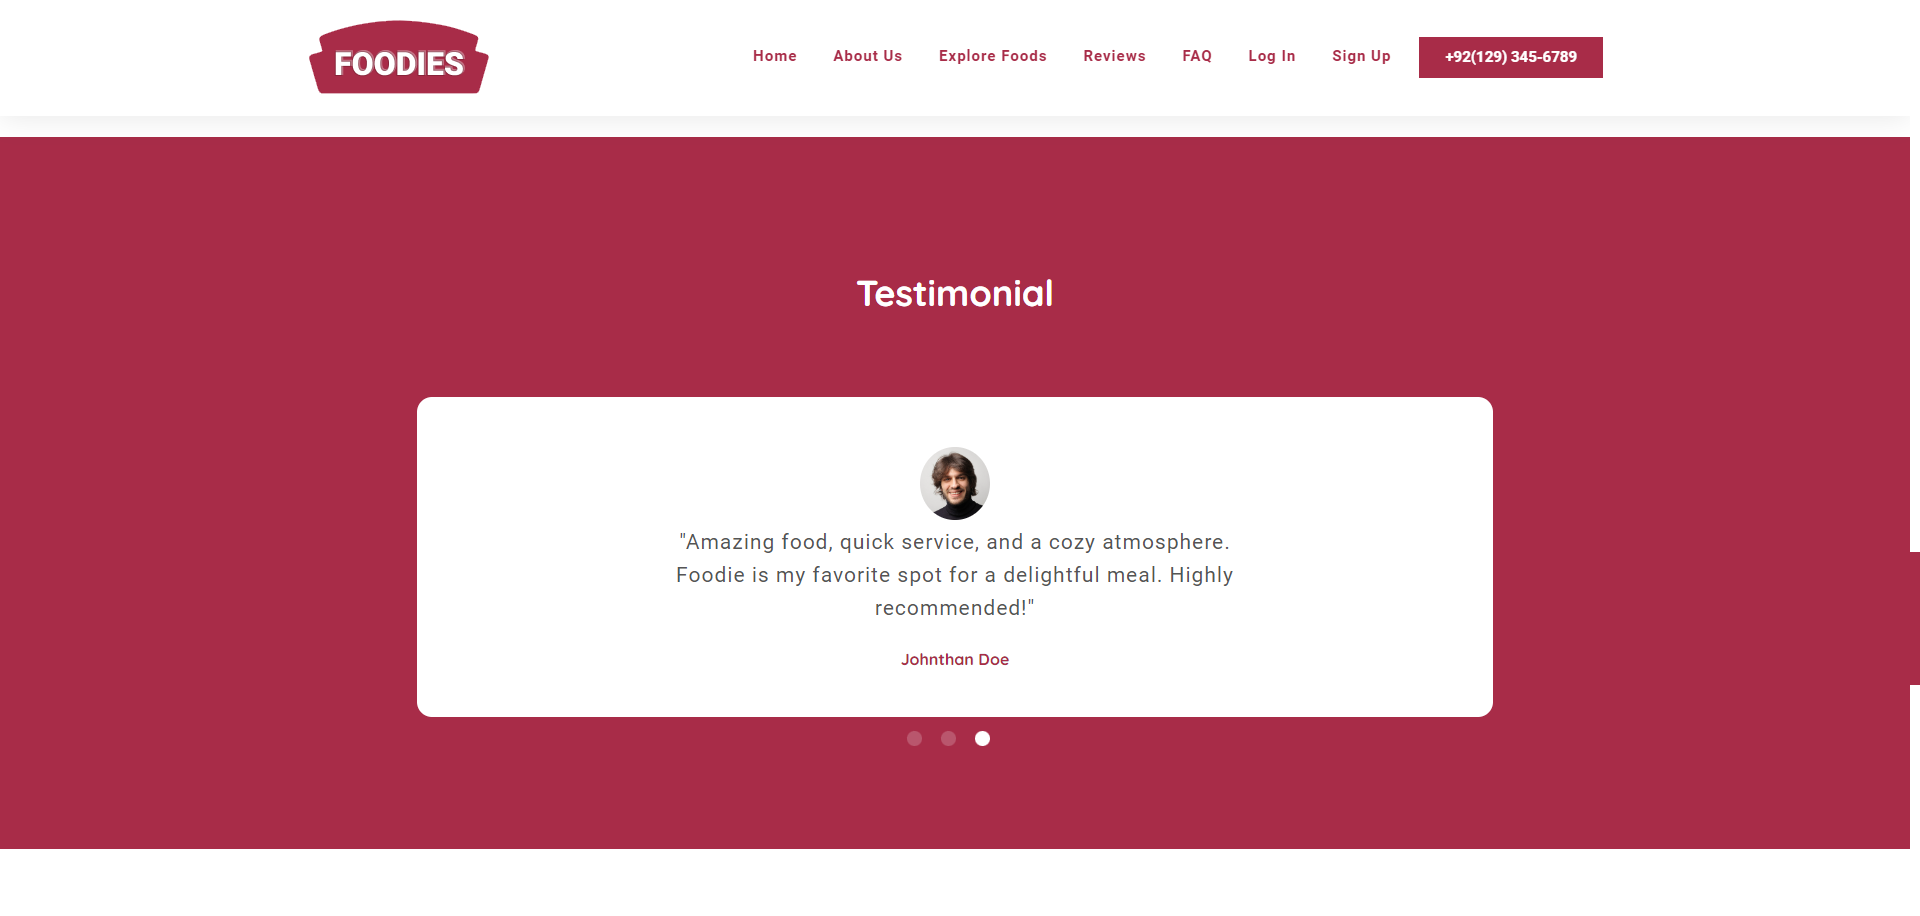 FOODIES
Home About Us Explore Foods Reviews FAQ Log In Sign Up +92(129) 345-6789
Testimonial
"Amazing food, quick service, and a cozy atmosphere.
Foodie is my favorite spot for a delightful meal. Highly
recommended!"
Johnthan Doe